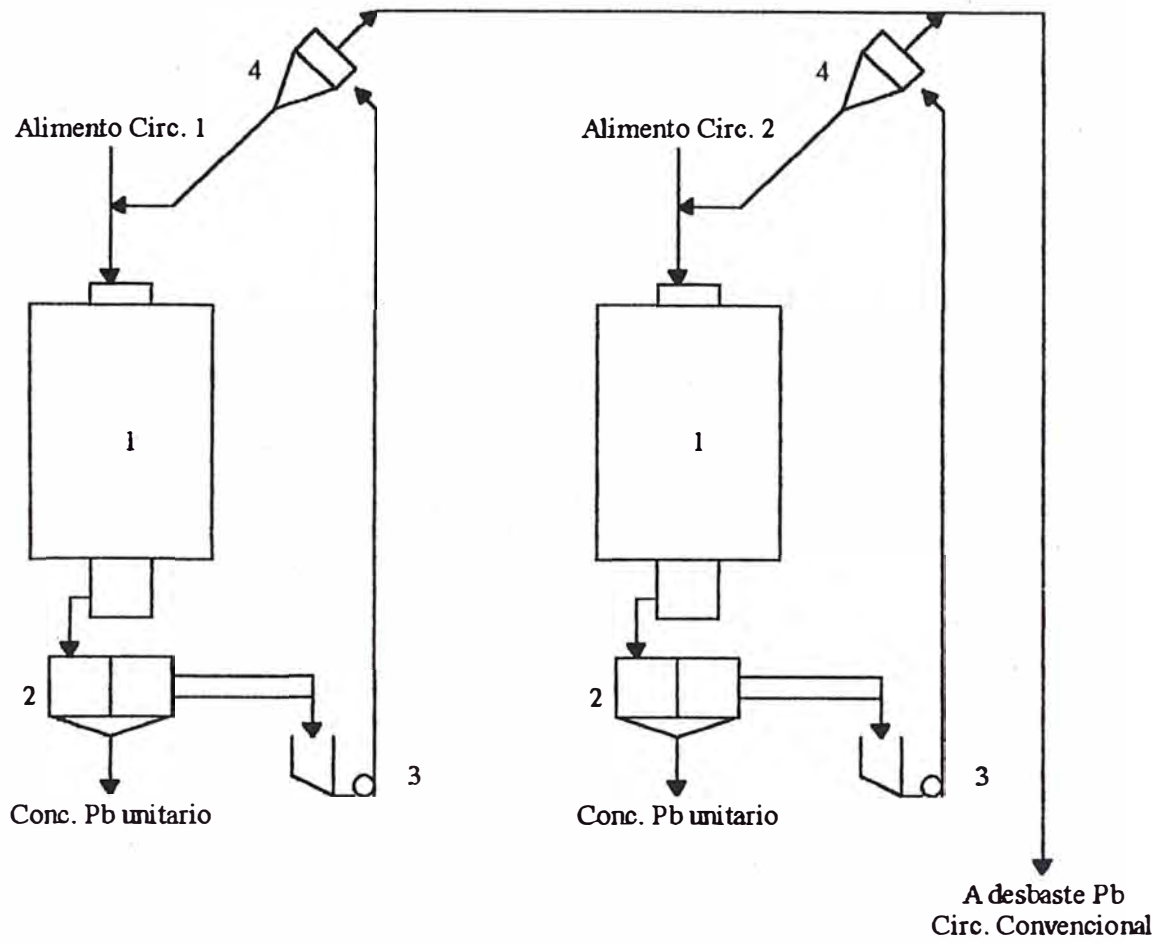 4
4
Alimento Circ. 1
Alimento Circ. 2
1
1
2
2
3
3
Conc. Pb unitario
Conc. Pb unitario
A desbaste Pb
Circ. Convencional